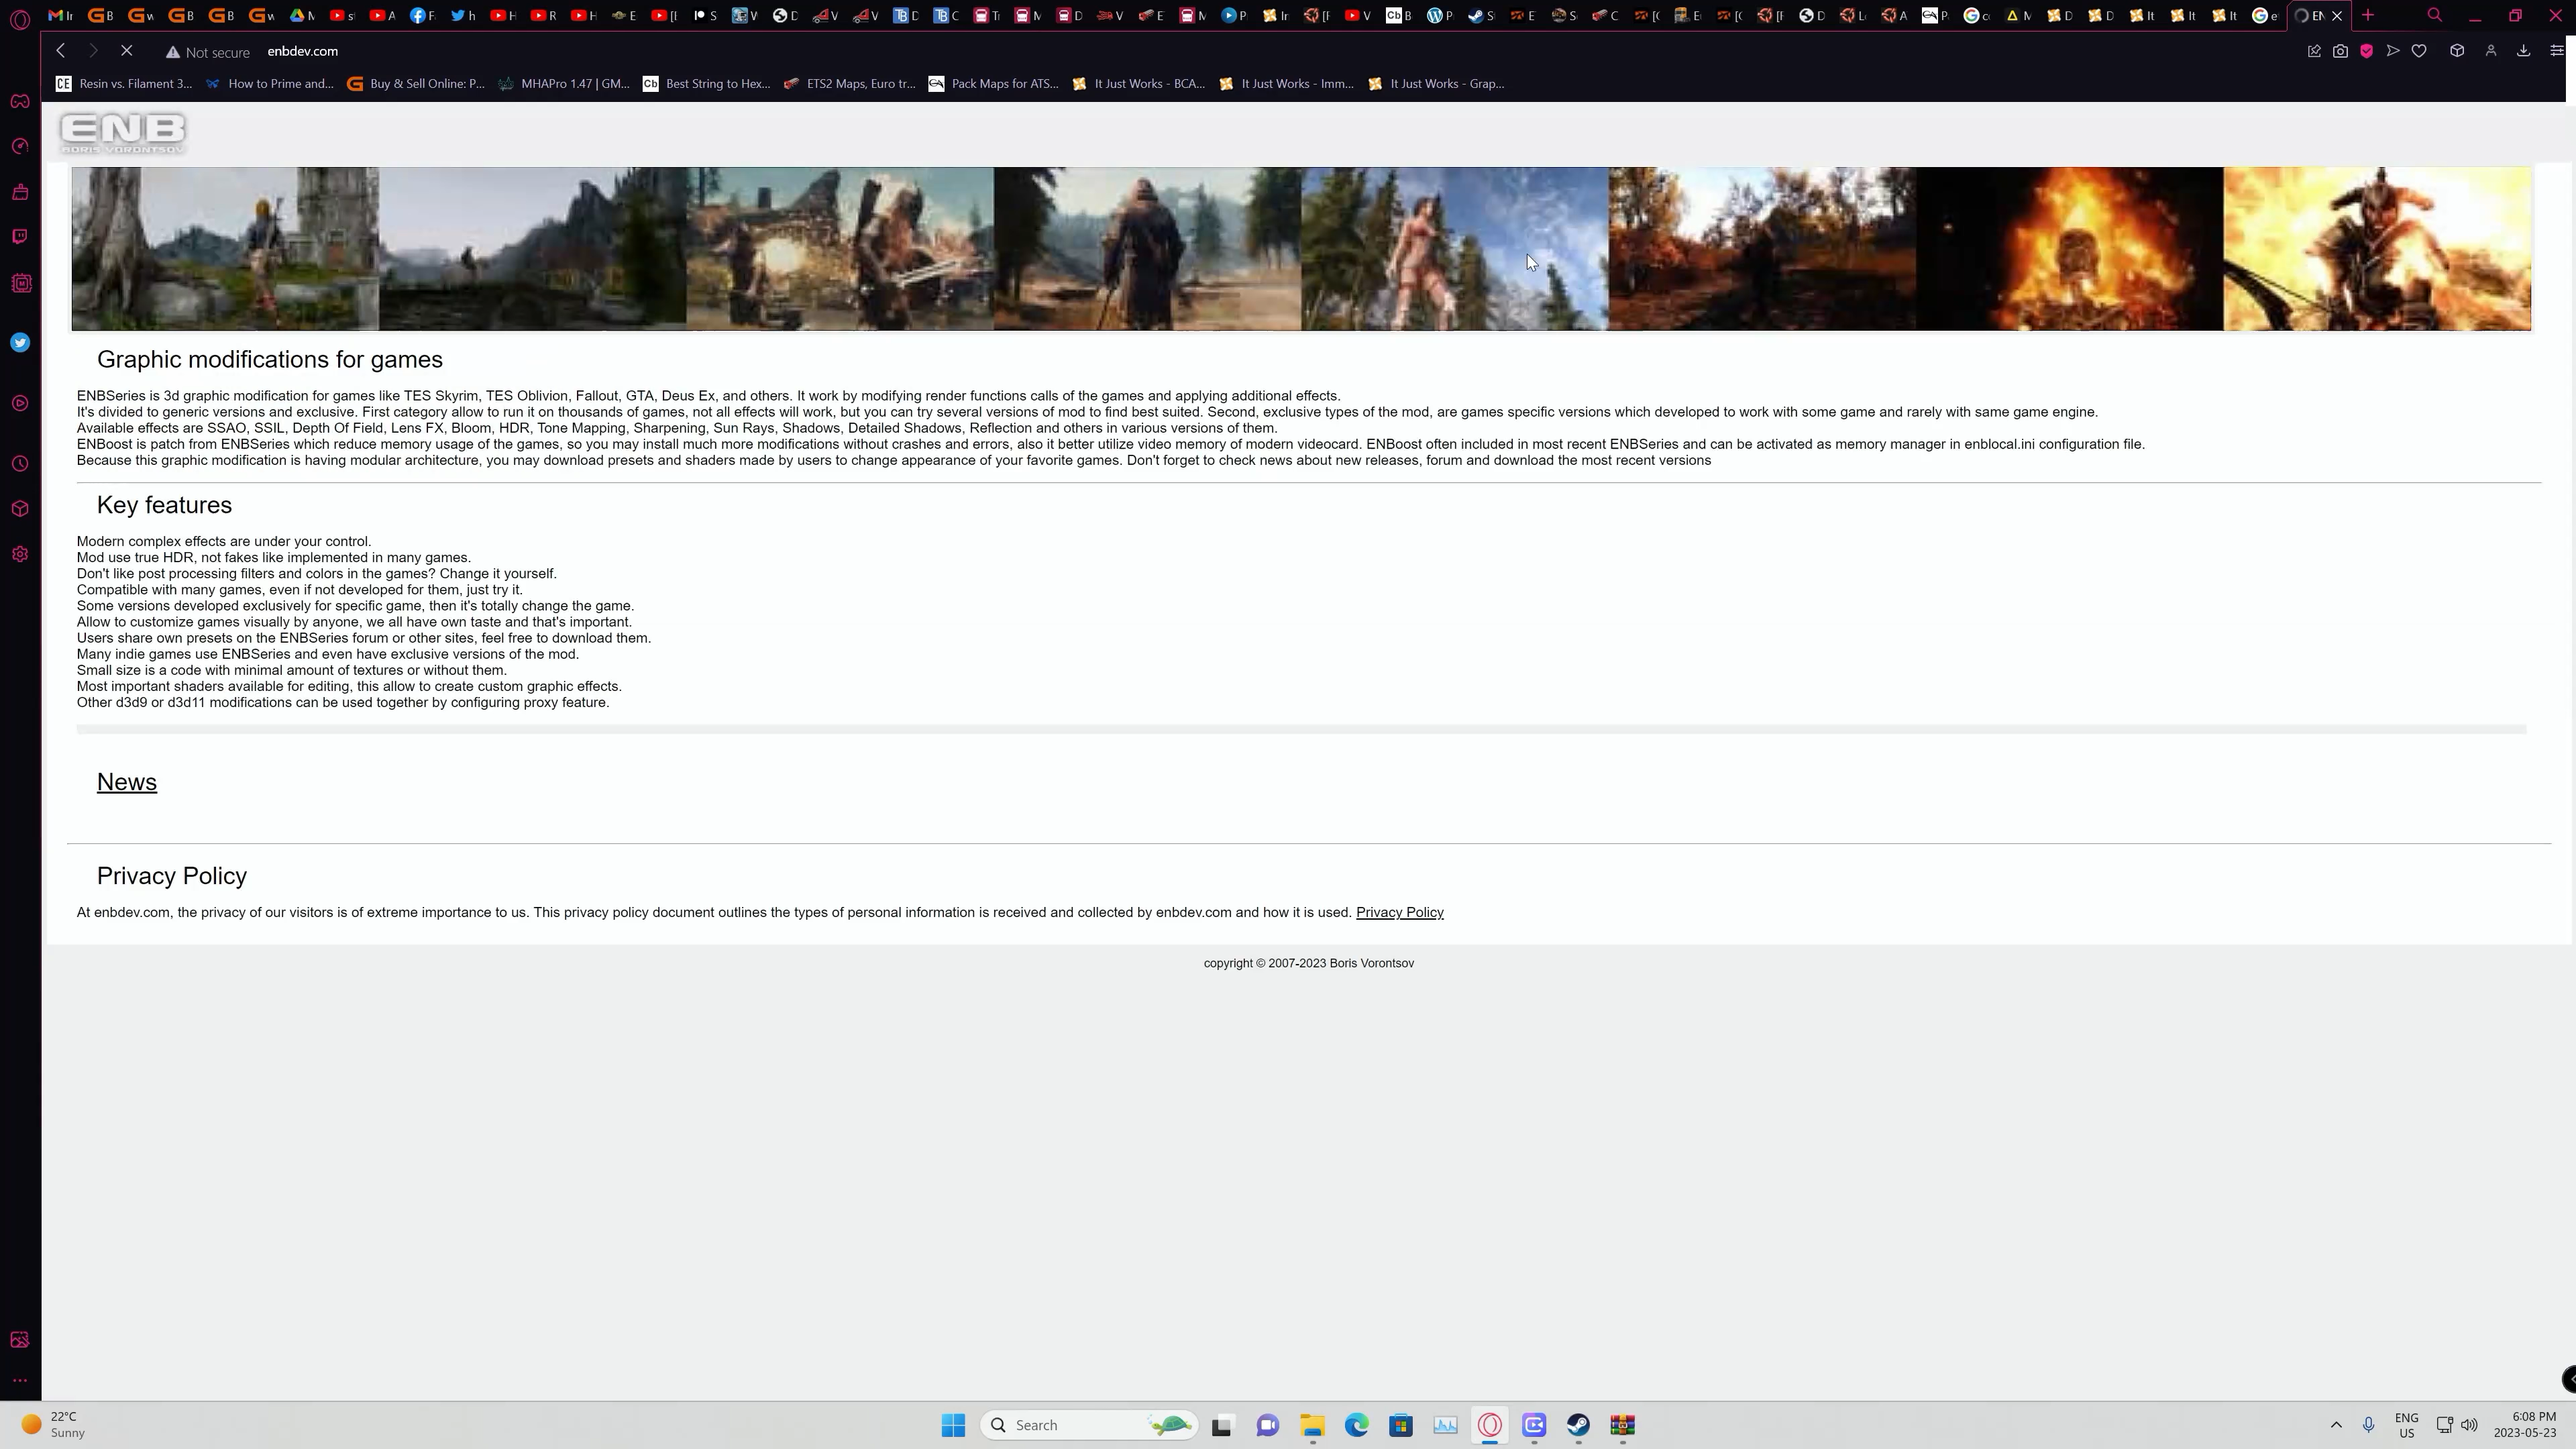 Not secure enbdev.com
Resin vs. Filament 3... How to Prime and... Buy & Sell Online: P... MHAPro 1.47 | GM... Best String to Hex... ETS2 Maps, Euro tr... Pack Maps for ATS... It Just Works - BCA... It Just Works - Imm... It Just Works - Grap...
ENB
BORIS VORONTSOV
Graphic modifications for games
ENBSeries is 3d graphic modification for games like TES Skyrim, TES Oblivion, Fallout, GTA, Deus Ex, and others. It work by modifying render functions calls of the games and applying additional effects.
It's divided to generic versions and exclusive. First category allow to run it on thousands of games, not all effects will work, but you can try several versions of mod to find best suited. Second, exclusive types of the mod, are games specific versions which developed to work with some game and rarely with same game engine.
Available effects are SSAO, SSIL, Depth Of Field, Lens FX, Bloom, HDR, Tone Mapping, Sharpening, Sun Rays, Shadows, Detailed Shadows, Reflection and others in various versions of them.
ENBoost is patch from ENBSeries which reduce memory usage of the games, so you may install much more modifications without crashes and errors, also it better utilize video memory of modern videocard. ENBoost often included in most recent ENBSeries and can be activated as memory manager in enblocal.ini configuration file.
Because this graphic modification is having modular architecture, you may download presets and shaders made by users to change appearance of your favorite games. Don't forget to check news about new releases, forum and download the most recent versions
Key features
Modern complex effects are under your control.
Mod use true HDR, not fakes like implemented in many games.
Don't like post processing filters and colors in the games? Change it yourself.
Compatible with many games, even if not developed for them, just try it.
Some versions developed exclusively for specific game, then it's totally change the game.
Allow to customize games visually by anyone, we all have own taste and that's important.
Users share own presets on the ENBSeries forum or other sites, feel free to download them.
Many indie games use ENBSeries and even have exclusive versions of the mod.
Small size is a code with minimal amount of textures or without them.
Most important shaders available for editing, this allow to create custom graphic effects.
Other d3d9 or d3d11 modifications can be used together by configuring proxy feature.
News
Privacy Policy
At enbdev.com, the privacy of our visitors is of extreme importance to us. This privacy policy document outlines the types of personal information is received and collected by enbdev.com and how it is used. Privacy Policy
copyright © 2007-2023 Boris Vorontsov
22°C
Sunny
Search
ENG
US
6:08 PM
2023-05-23